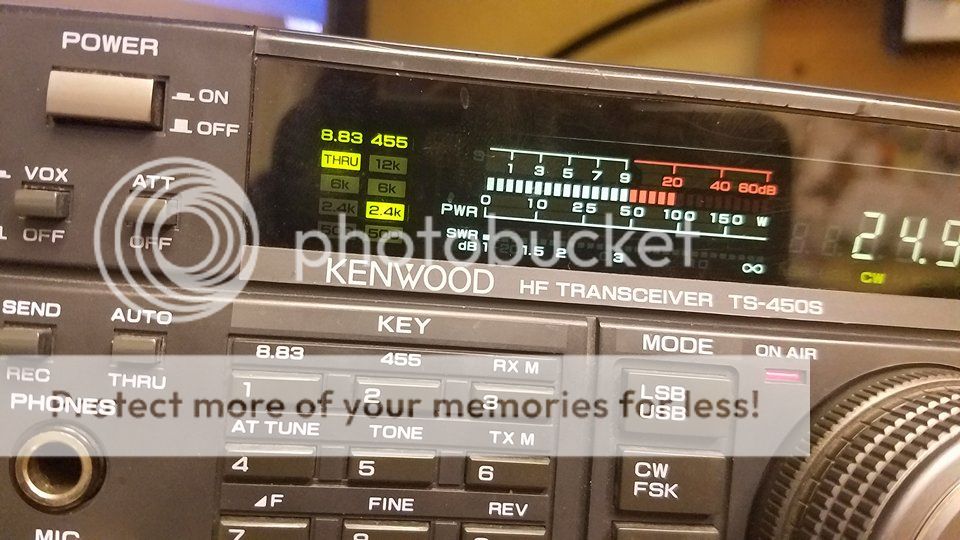 POWER
ON
OFF
VOX
ATT
OFF
OFF
8.83 455
THRU 12k
6k 6k
2.4k 2.4k
S 1 3 5 7 9 20 40 60dB
PWR 0 10 25 50 100 150 W
SWR 1 1.5 2 3 ∞
dB
24.9
CW
photobucket
KENWOOD HF TRANSCEIVER TS-450S
SEND
AUTO
REC
THRU
PHONES
MIC
KEY
8.83 455 RX M
1 2 3
AT TUNE TONE TX M
4 5 6
⊿F FINE REV
7
MODE
ON AIR
LSB
USB
CW
FSK
Protect more of your memories for less!